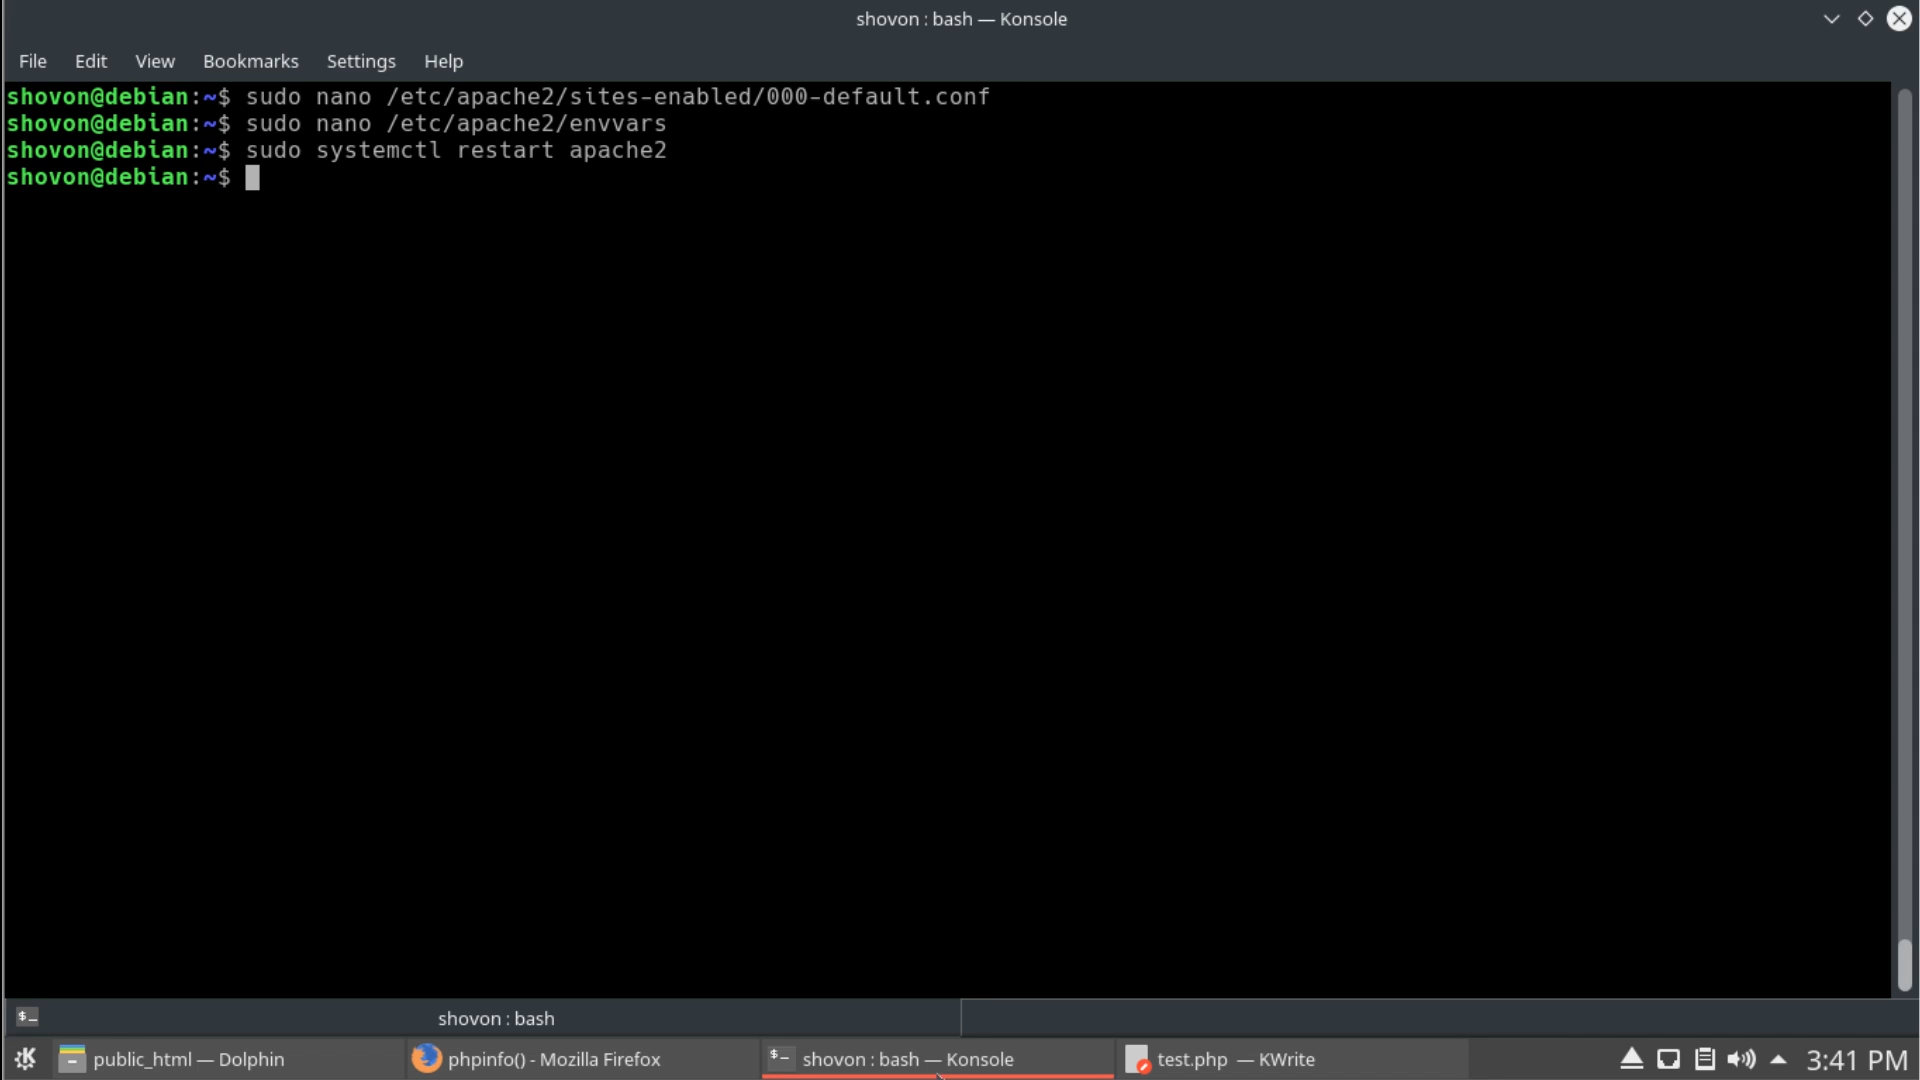 shovon : bash — Konsole
File Edit View Bookmarks Settings Help
shovon@debian:~$ sudo nano /etc/apache2/sites-enabled/000-default.conf
shovon@debian:~$ sudo nano /etc/apache2/envvars
shovon@debian:~$ sudo systemctl restart apache2
shovon@debian:~$
shovon : bash
public_html — Dolphin phpinfo() - Mozilla Firefox shovon : bash — Konsole test.php — KWrite 3:41 PM